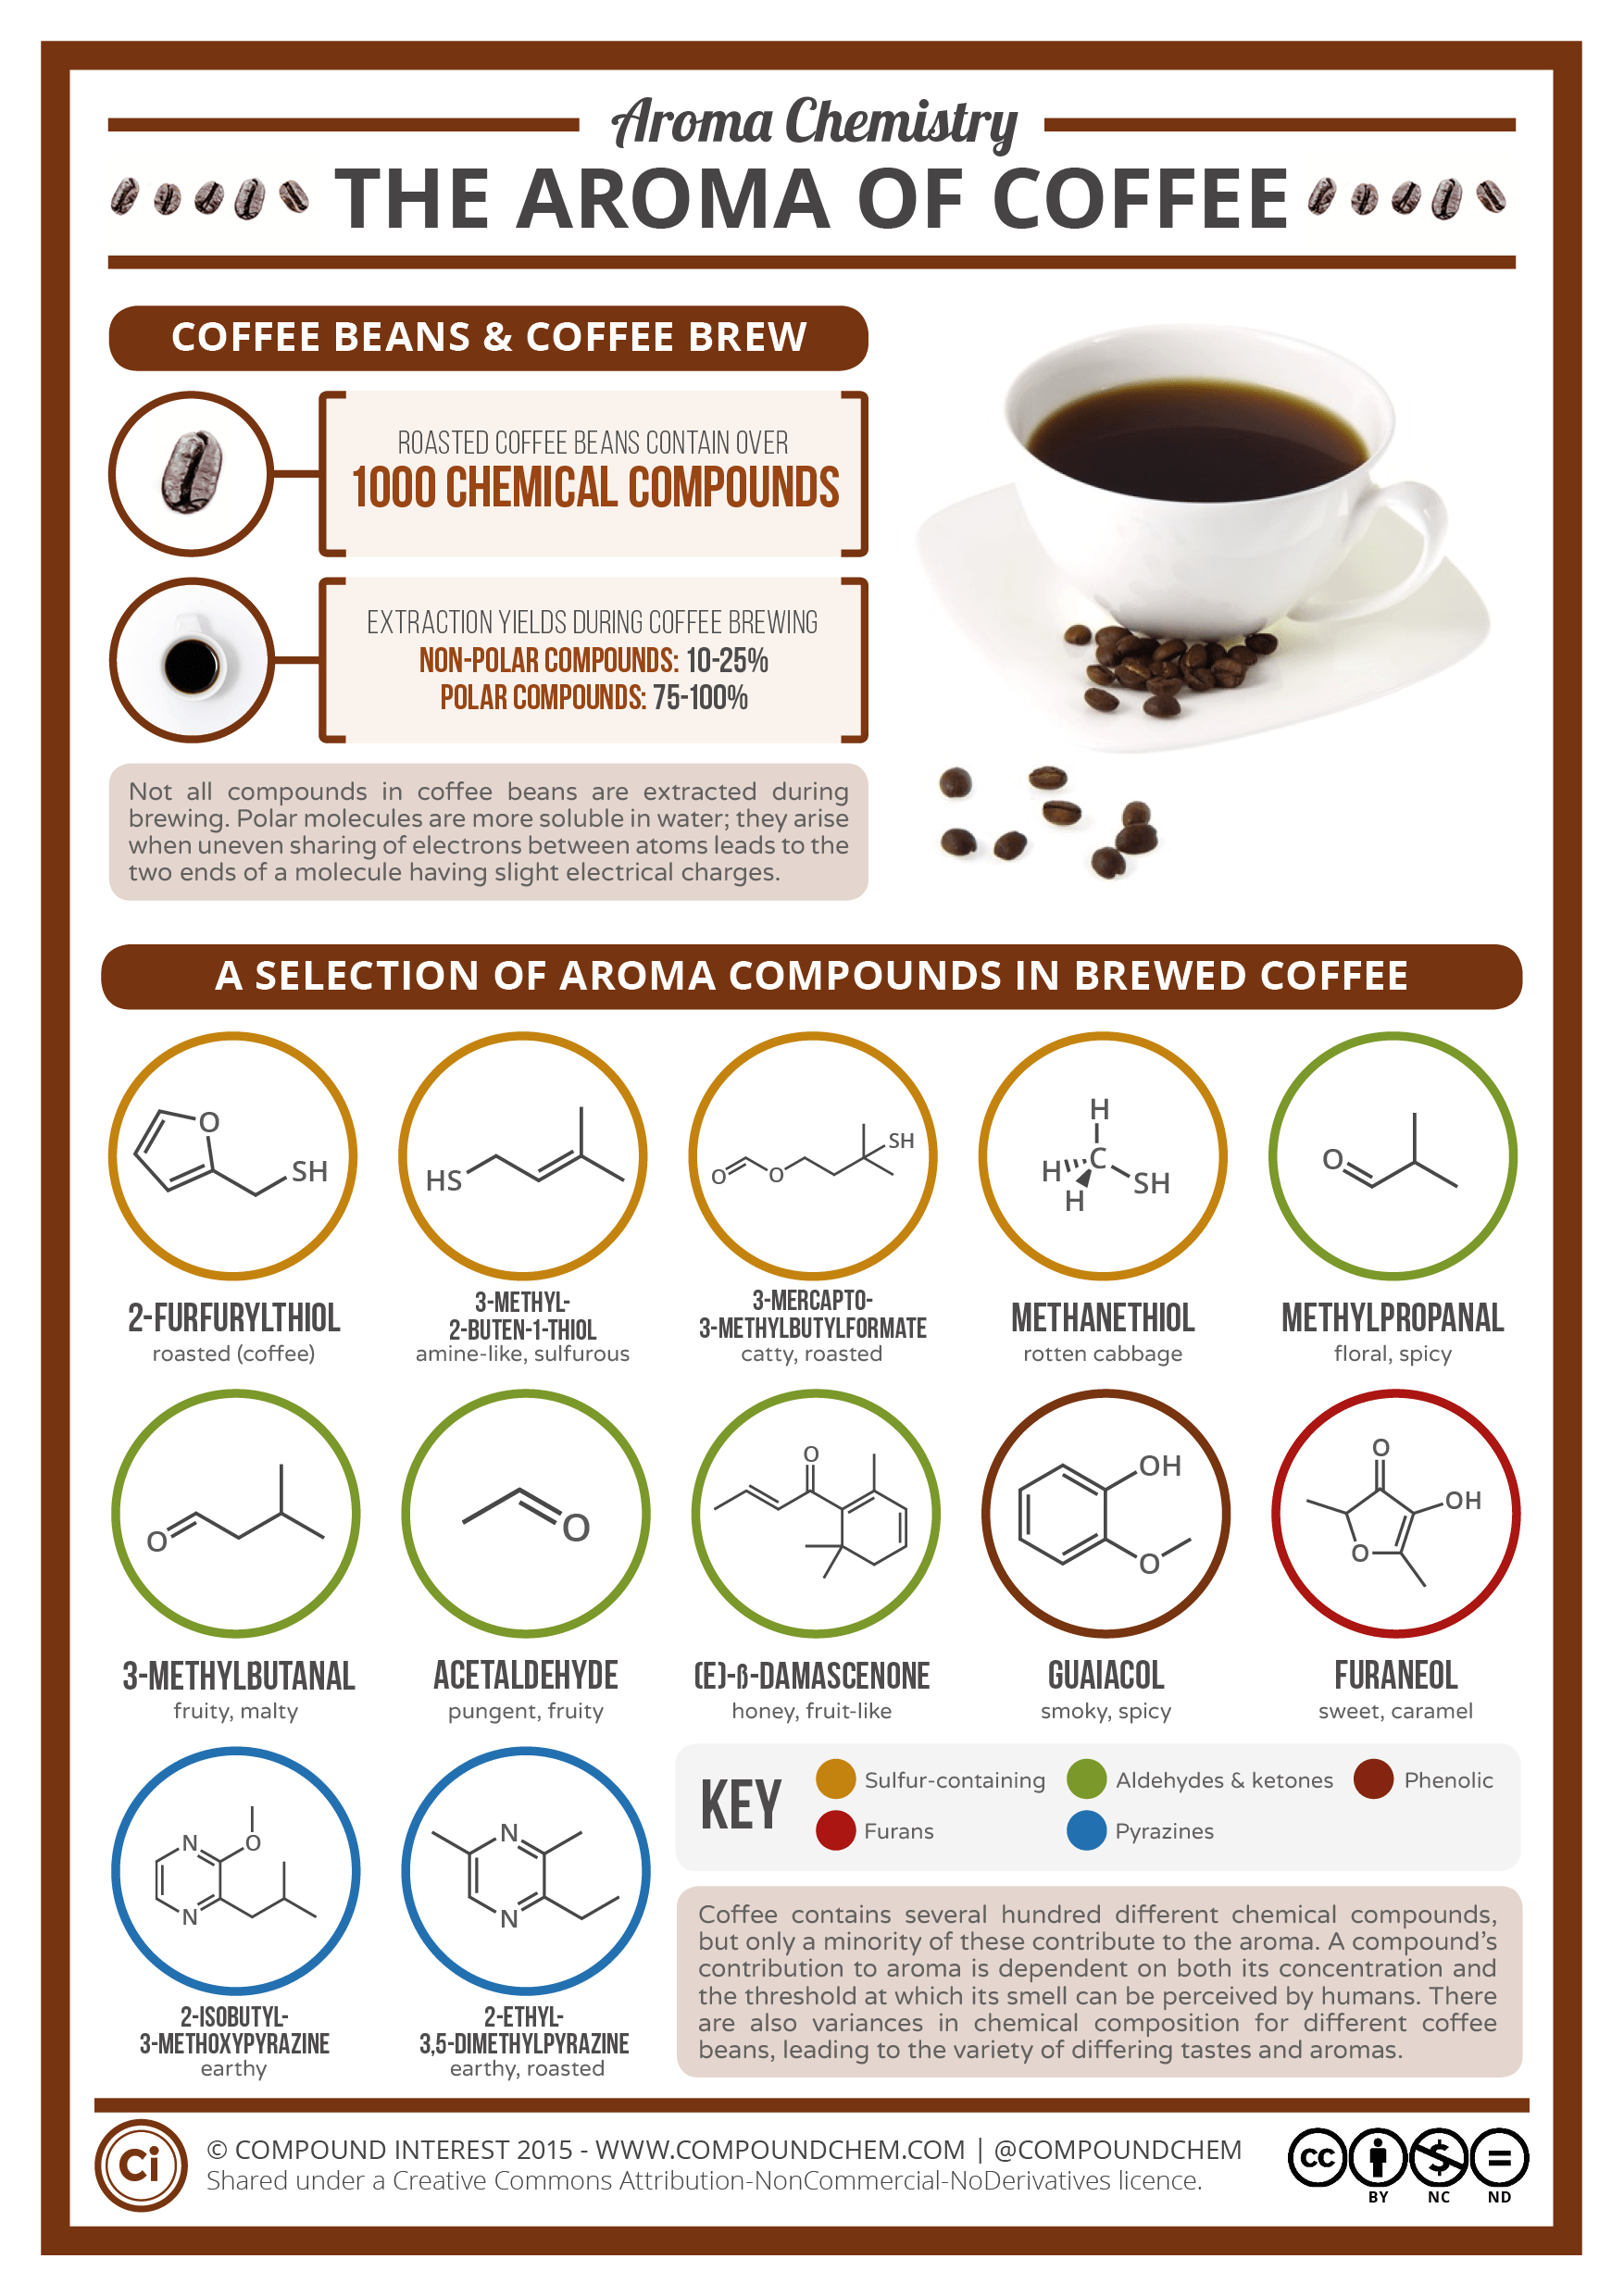 Aroma Chemistry
THE AROMA OF COFFEE
COFFEE BEANS & COFFEE BREW
ROASTED COFFEE BEANS CONTAIN OVER
1000 CHEMICAL COMPOUNDS
EXTRACTION YIELDS DURING COFFEE BREWING
NON-POLAR COMPOUNDS: 10-25%
POLAR COMPOUNDS: 75-100%
Not all compounds in coffee beans are extracted during
brewing. Polar molecules are more soluble in water; they arise
when uneven sharing of electrons between atoms leads to the
two ends of a molecule having slight electrical charges.
A SELECTION OF AROMA COMPOUNDS IN BREWED COFFEE
O
SH
HS
O
O
SH
H
H
C
H
SH
O
2-FURFURYLTHIOL
roasted (coffee)
3-METHYL-
2-BUTEN-1-THIOL
amine-like, sulfurous
3-MERCAPTO-
3-METHYLBUTYLFORMATE
catty, roasted
METHANETHIOL
rotten cabbage
METHYLPROPANAL
floral, spicy
O
O
O
OH
O
O
OH
O
3-METHYLBUTANAL
fruity, malty
ACETALDEHYDE
pungent, fruity
(E)-ß-DAMASCENONE
honey, fruit-like
GUAIACOL
smoky, spicy
FURANEOL
sweet, caramel
N
O
N
N
N
2-ISOBUTYL-
3-METHOXYPYRAZINE
earthy
2-ETHYL-
3,5-DIMETHYLPYRAZINE
earthy, roasted
KEY
Sulfur-containing
Aldehydes & ketones
Phenolic
Furans
Pyrazines
Coffee contains several hundred different chemical compounds,
but only a minority of these contribute to the aroma. A compound's
contribution to aroma is dependent on both its concentration and
the threshold at which its smell can be perceived by humans. There
are also variances in chemical composition for different coffee
beans, leading to the variety of differing tastes and aromas.
Ci
© COMPOUND INTEREST 2015 - WWW.COMPOUNDCHEM.COM | @COMPOUNDCHEM
Shared under a Creative Commons Attribution-NonCommercial-NoDerivatives licence.
cc
BY
NC
ND